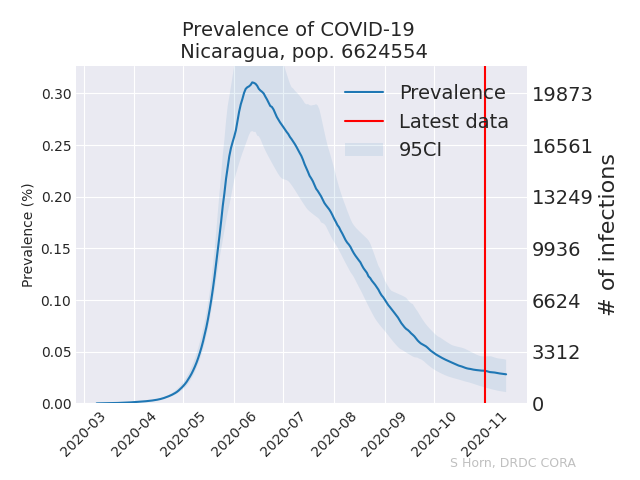 Prevalence of COVID-19
Nicaragua, pop. 6624554
Prevalence
Latest data
95CI
0.30
0.25
0.20
0.15
0.10
0.05
0.00
Prevalence (%)
19873
16561
13249
9936
6624
3312
0
# of infections
2020-03
2020-04
2020-05
2020-06
2020-07
2020-08
2020-09
2020-10
2020-11
S Horn, DRDC CORA